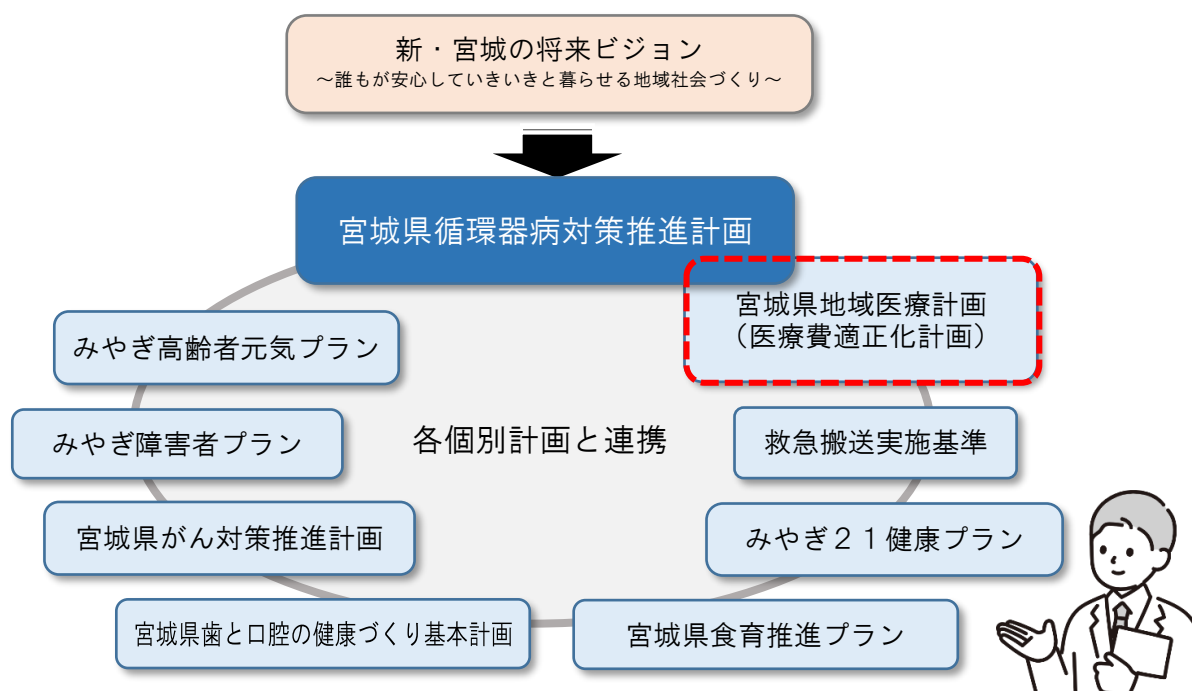 新・宮城の将来ビジョン
～誰もが安心していきいきと暮らせる地域社会づくり～
宮城県循環器病対策推進計画
宮城県地域医療計画
（医療費適正化計画）
みやぎ高齢者元気プラン
みやぎ障害者プラン
各個別計画と連携
救急搬送実施基準
宮城県がん対策推進計画
みやぎ２１健康プラン
宮城県歯と口腔の健康づくり基本計画
宮城県食育推進プラン